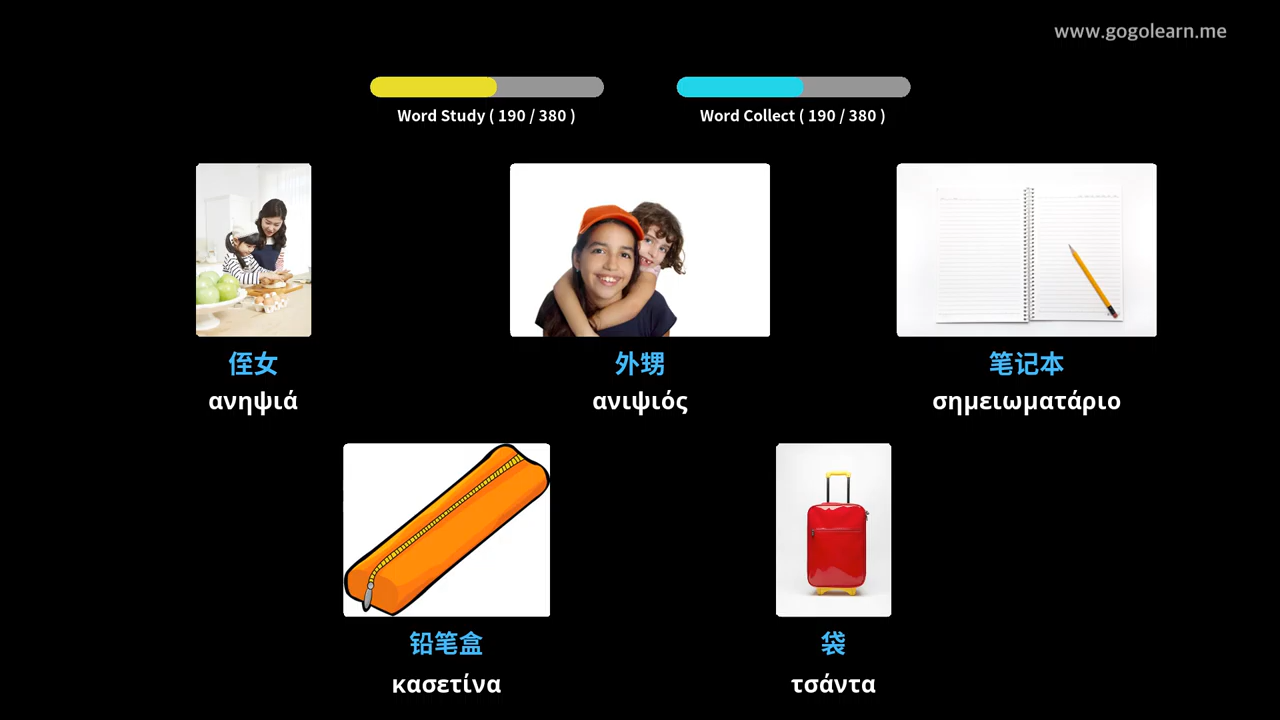 www.gogolearn.me
Word Study ( 190 / 380 )
Word Collect ( 190 / 380 )
侄女
ανηψιά
外甥
ανιψιός
笔记本
σημειωματάριο
铅笔盒
κασετίνα
袋
τσάντα